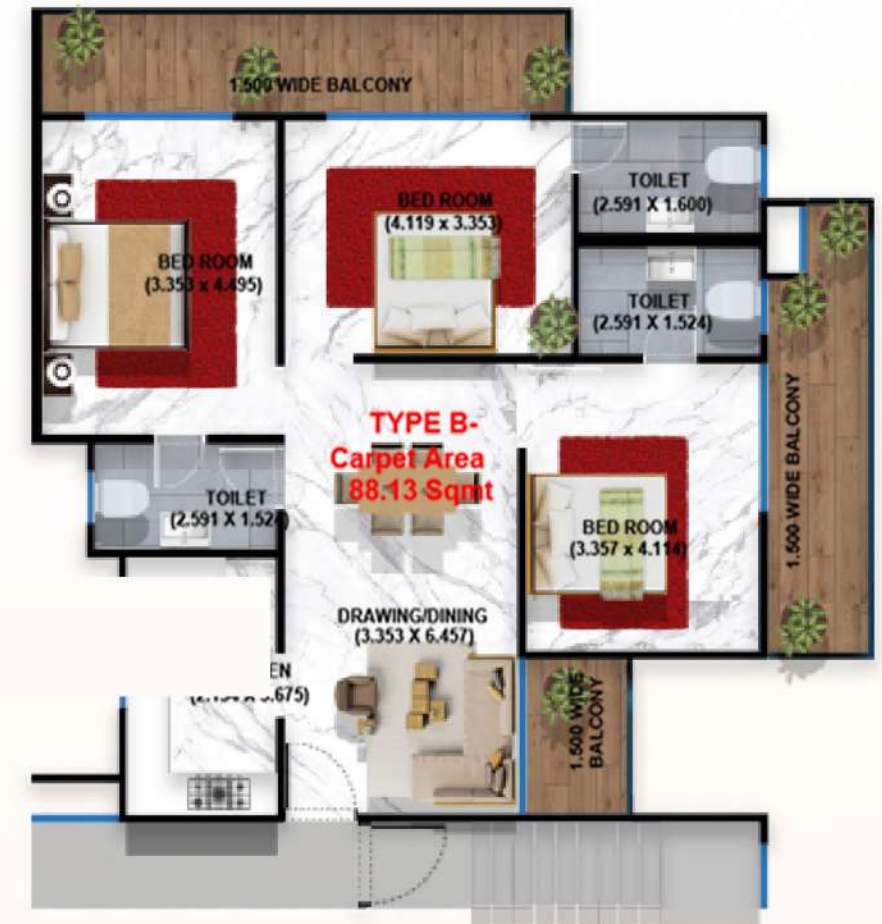 1.500 WIDE BALCONY
BED ROOM
(3.353 x 4.495)
BED ROOM
(4.119 x 3.353)
TOILET
(2.591 X 1.600)
TOILET
(2.591 X 1.524)
1.500 WIDE BALCONY
TYPE B-
Carpet Area
88.13 Sqmt
TOILET
(2.591 X 1.524)
BED ROOM
(3.357 x 4.114)
DRAWING/DINING
(3.353 X 6.457)
1.500 WIDE
BALCONY